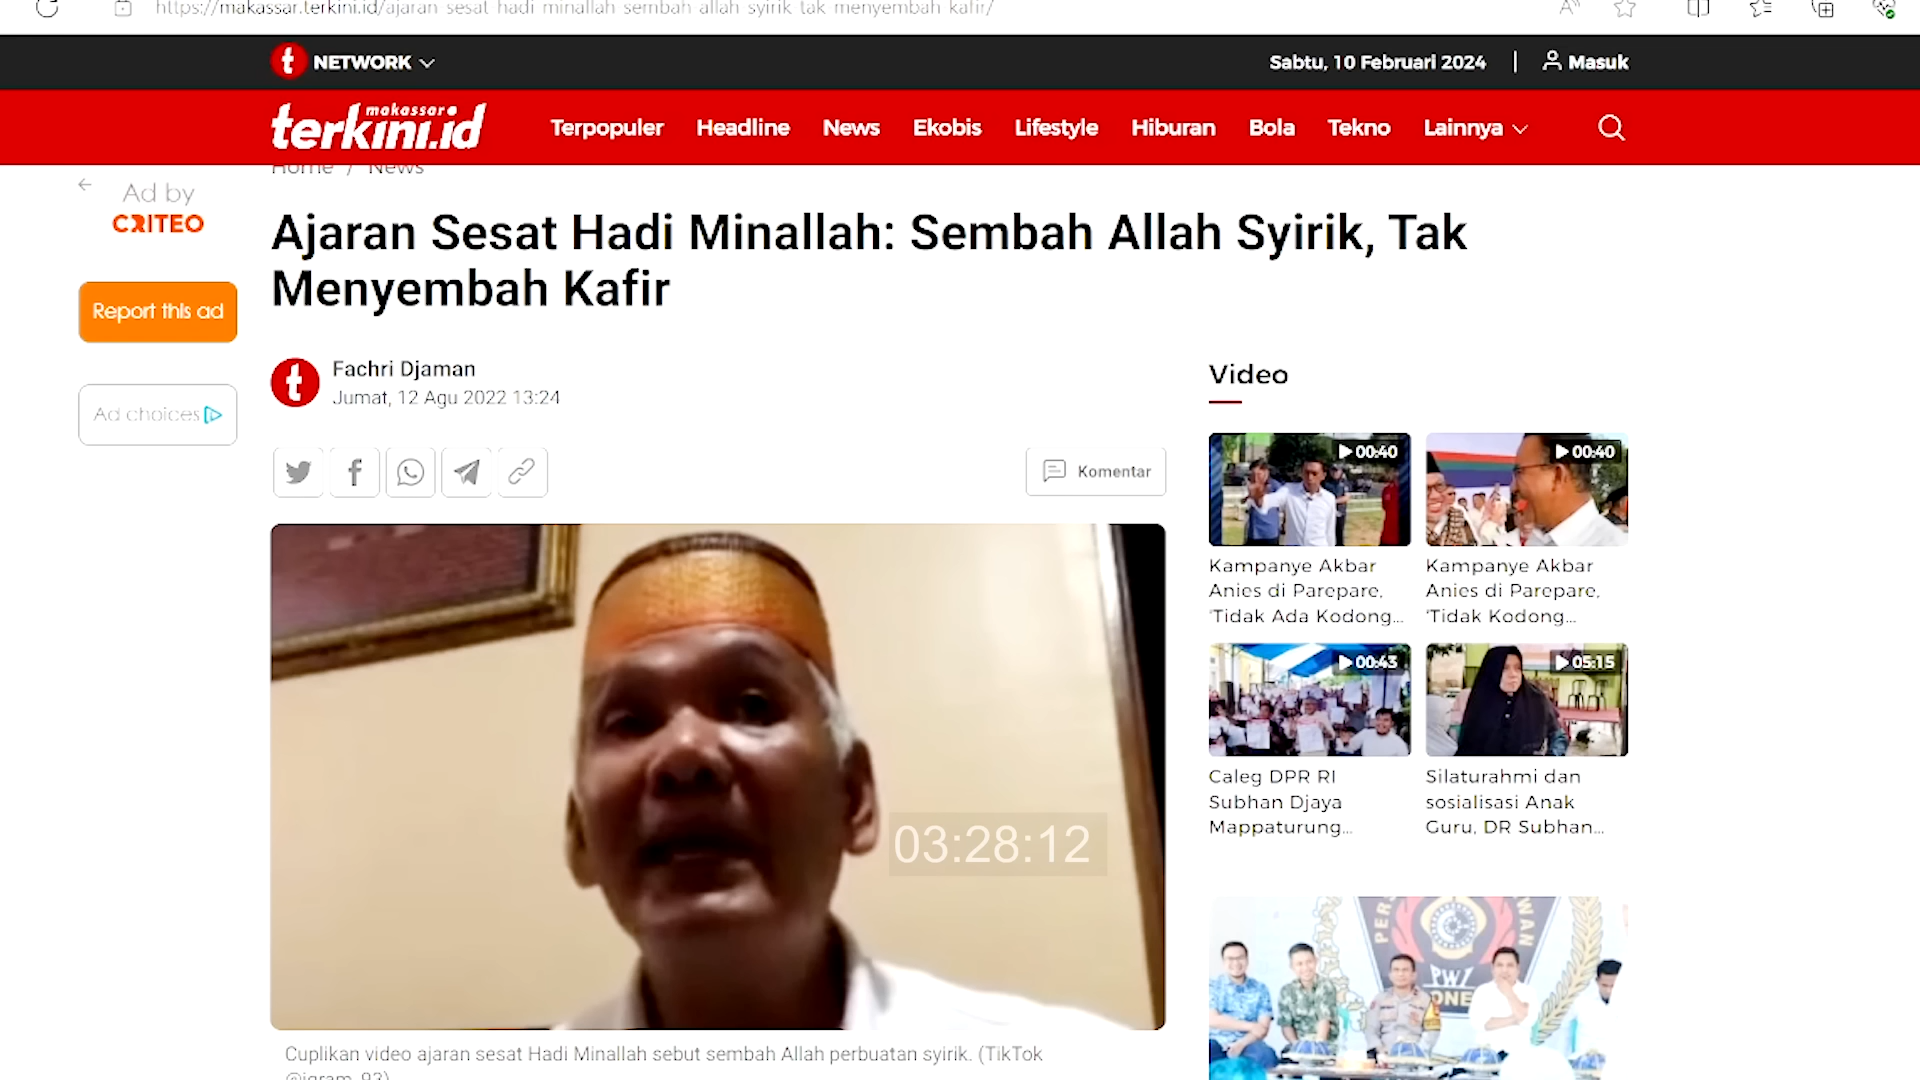 https://makassar.terkini.id/ajaran sesat hadi minallah sembah allah syirik tak menyembah kafir/
NETWORK
Sabtu, 10 Februari 2024 | Masuk
makassar
terkini.id
Terpopuler Headline News Ekobis Lifestyle Hiburan Bola Tekno Lainnya
Home / News
Ad by
CRITEO
Report this ad
Ad choices
Ajaran Sesat Hadi Minallah: Sembah Allah Syirik, Tak
Menyembah Kafir
Fachri Djaman
Jumat, 12 Agu 2022 13:24
Komentar
03:28:12
Cuplikan video ajaran sesat Hadi Minallah sebut sembah Allah perbuatan syirik. (TikTok
@iqram_93)
Video
00:40
Kampanye Akbar
Anies di Parepare,
'Tidak Ada Kodong...
00:40
Kampanye Akbar
Anies di Parepare,
'Tidak Kodong...
00:43
Caleg DPR RI
Subhan Djaya
Mappaturung...
05:15
Silaturahmi dan
sosialisasi Anak
Guru, DR Subhan...
PWI